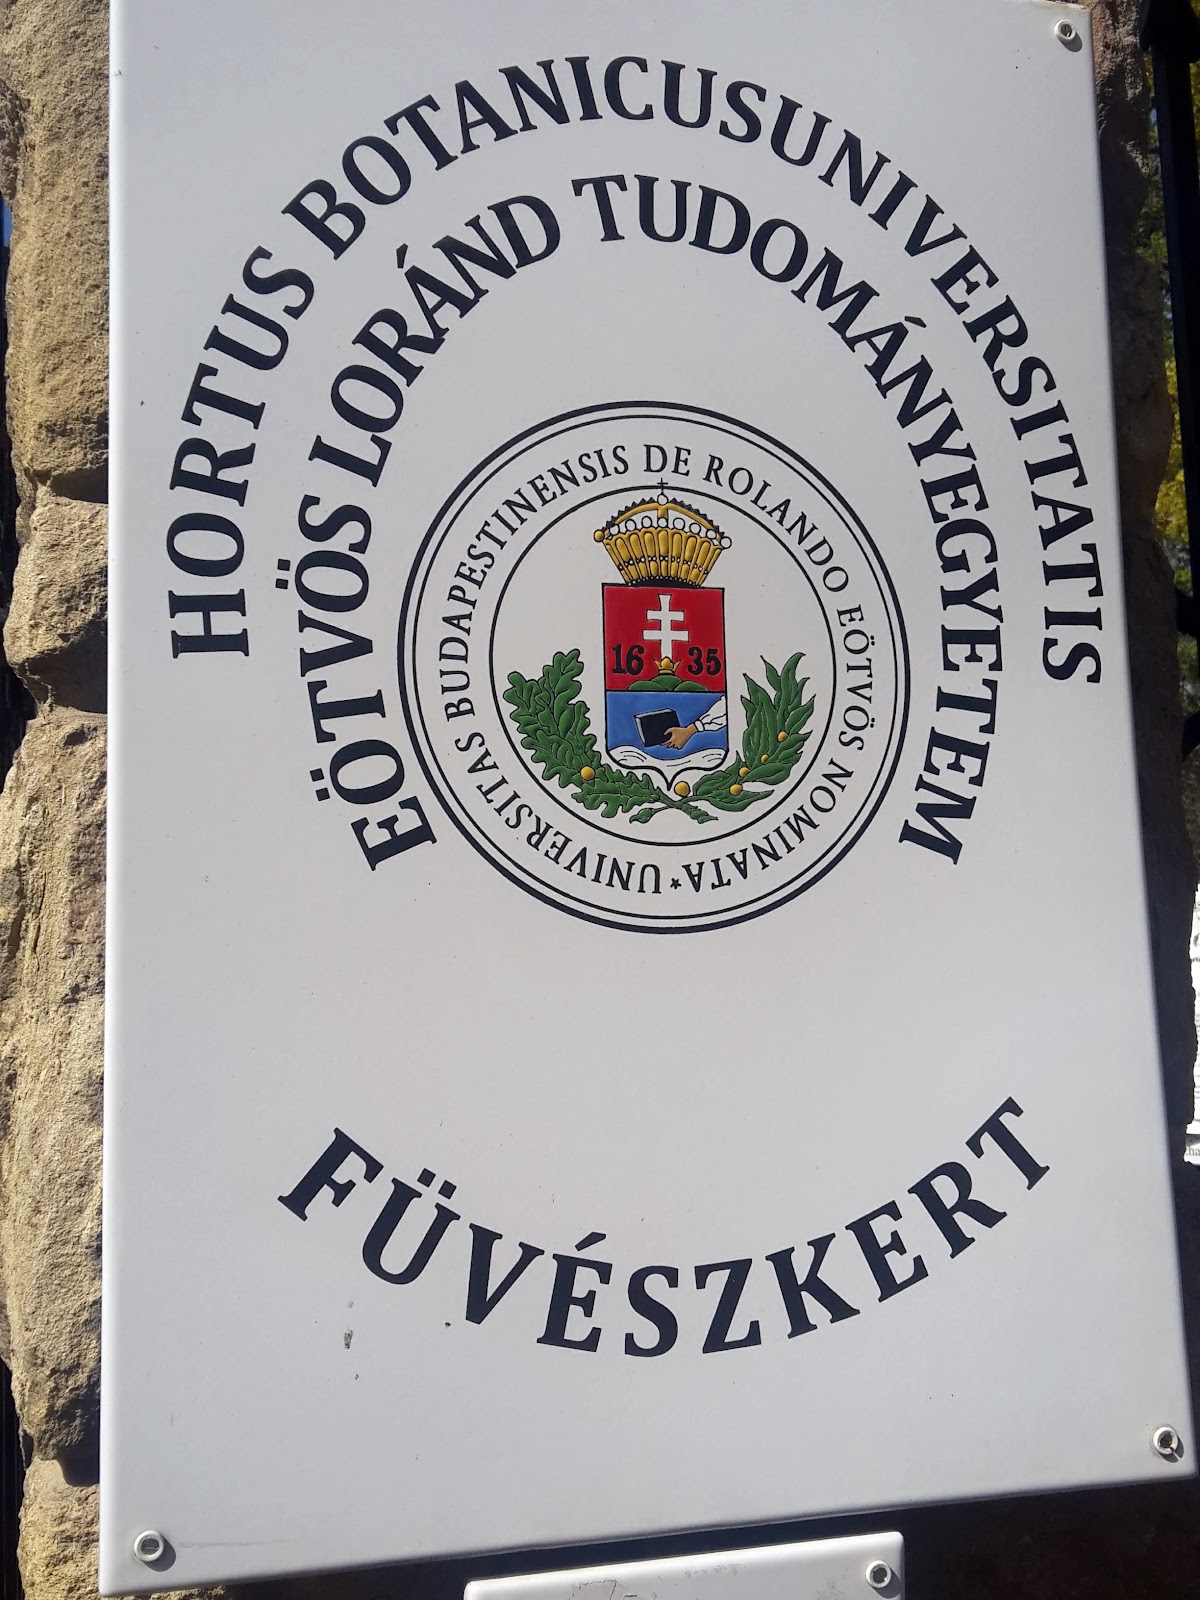 HORTUS BOTANICUSUNIVERSITATIS
EÖTVÖS LORÁND TUDOMÁNYEGYETEM
UNIVERSITAS BUDAPESTINENSIS DE ROLANDO EÖTVÖS NOMINATA
16 35
FÜVÉSZKERT